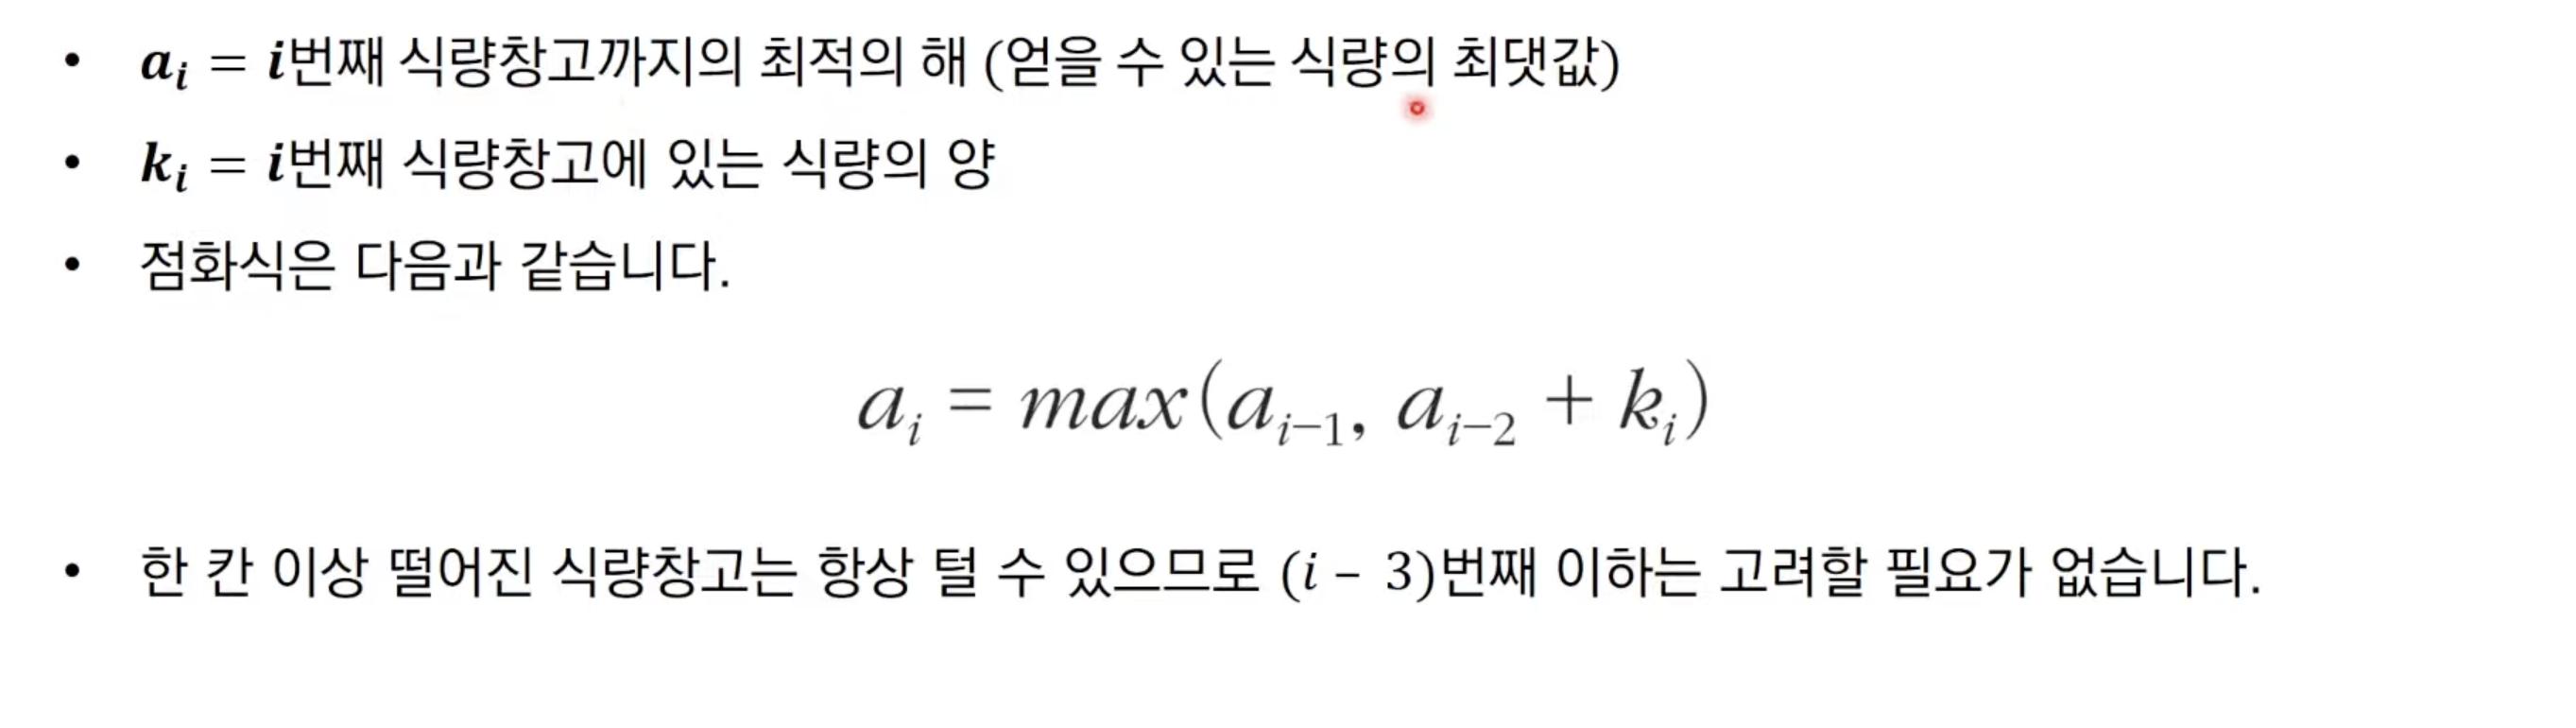 • aᵢ = i번째 식량창고까지의 최적의 해 (얻을 수 있는 식량의 최댓값)
• kᵢ = i번째 식량창고에 있는 식량의 양
• 점화식은 다음과 같습니다.
aᵢ = max(aᵢ₋₁, aᵢ₋₂ + kᵢ)
• 한 칸 이상 떨어진 식량창고는 항상 털 수 있으므로 (i – 3)번째 이하는 고려할 필요가 없습니다.